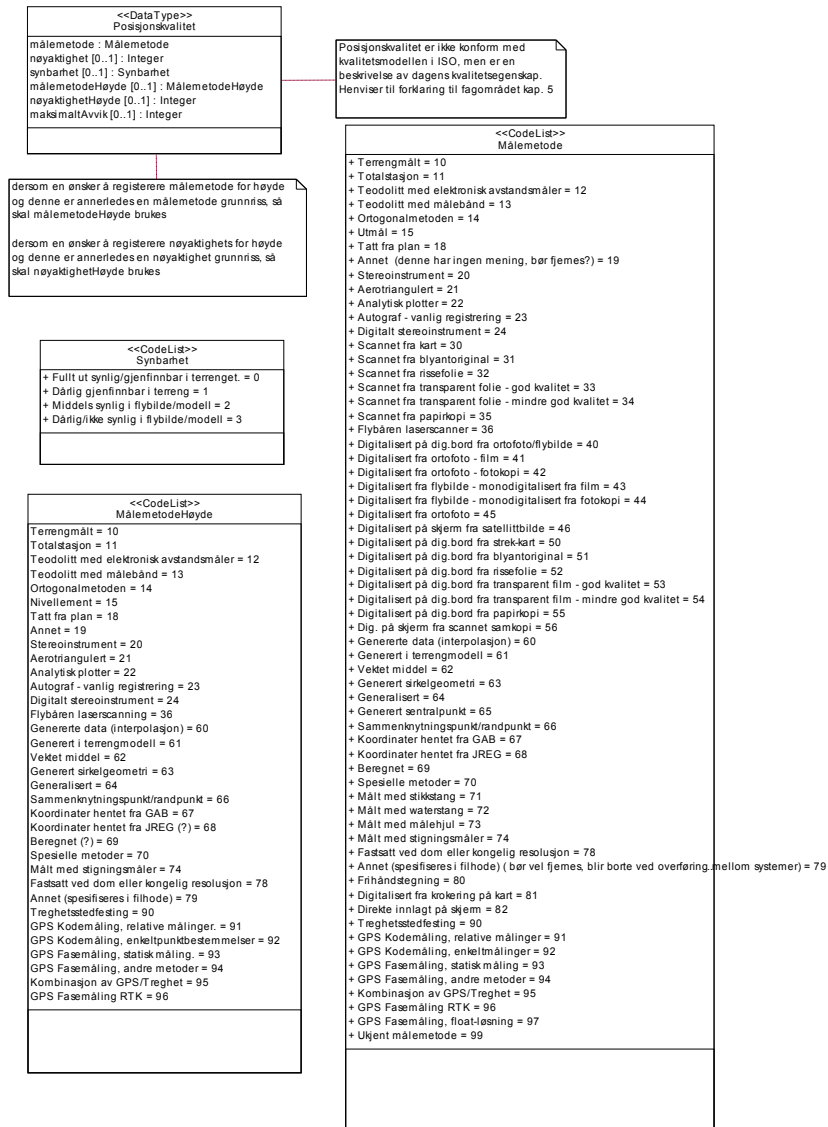 <<DataType>>
Posisjonskvalitet
målemetode : Målemetode
nøyaktighet [0..1] : Integer
synbarhet [0..1] : Synbarhet
målemetodeHøyde [0..1] : MålemetodeHøyde
nøyaktighetHøyde [0..1] : Integer
maksimaltAvvik [0..1] : Integer
Posisjonskvalitet er ikke konform med
kvalitetsmodellen i ISO, men er en
beskrivelse av dagens kvalitetsegenskap.
Henviser til forklaring til fagområdet kap. 5
dersom en ønsker å registerere målemetode for høyde
og denne er annerledes en målemetode grunnriss, så
skal målemetodeHøyde brukes
dersom en ønsker å registerere nøyaktighets for høyde
og denne er annerledes en nøyaktighet grunnriss, så
skal nøyaktighetHøyde brukes
<<CodeList>>
Synbarhet
+ Fullt ut synlig/gjenfinnbar i terrenget. = 0
+ Dårlig gjenfinnbar i terreng = 1
+ Middels synlig i flybilde/modell = 2
+ Dårlig/ikke synlig i flybilde/modell = 3
<<CodeList>>
MålemetodeHøyde
Terrengmålt = 10
Totalstasjon = 11
Teodolitt med elektronisk avstandsmåler = 12
Teodolitt med målebånd = 13
Ortogonalmetoden = 14
Nivellement = 15
Tatt fra plan = 18
Annet = 19
Stereoinstrument = 20
Aerotriangulert = 21
Analytisk plotter = 22
Autograf - vanlig registrering = 23
Digitalt stereoinstrument = 24
Flybåren laserscanning = 36
Genererte data (interpolasjon) = 60
Generert i terrengmodell = 61
Vektet middel = 62
Generert sirkelgeometri = 63
Generalisert = 64
Sammenknytningspunkt/randpunkt = 66
Koordinater hentet fra GAB = 67
Koordinater hentet fra JREG (?) = 68
Beregnet (?) = 69
Spesielle metoder = 70
Målt med stigningsmåler = 74
Fastsatt ved dom eller kongelig resolusjon = 78
Annet (spesifiseres i filhode) = 79
Treghetsstedfesting = 90
GPS Kodemåling, relative målinger. = 91
GPS Kodemåling, enkeltpunktbestemmelser = 92
GPS Fasemåling, statisk måling. = 93
GPS Fasemåling, andre metoder = 94
Kombinasjon av GPS/Treghet = 95
GPS Fasemåling RTK = 96
<<CodeList>>
Målemetode
+ Terrengmålt = 10
+ Totalstasjon = 11
+ Teodolitt med elektronisk avstandsmåler = 12
+ Teodolitt med målebånd = 13
+ Ortogonalmetoden = 14
+ Utmål = 15
+ Tatt fra plan = 18
+ Annet (denne har ingen mening, bør fjernes?) = 19
+ Stereoinstrument = 20
+ Aerotriangulert = 21
+ Analytisk plotter = 22
+ Autograf - vanlig registrering = 23
+ Digitalt stereoinstrument = 24
+ Scannet fra kart = 30
+ Scannet fra blyantoriginal = 31
+ Scannet fra rissefolie = 32
+ Scannet fra transparent folie - god kvalitet = 33
+ Scannet fra transparent folie - mindre god kvalitet = 34
+ Scannet fra papirkopi = 35
+ Flybåren laserscanner = 36
+ Digitalisert på dig.bord fra ortofoto/flybilde = 40
+ Digitalisert fra ortofoto - film = 41
+ Digitalisert fra ortofoto - fotokopi = 42
+ Digitalisert fra flybilde - monodigitalisert fra film = 43
+ Digitalisert fra flybilde - monodigitalisert fra fotokopi = 44
+ Digitalisert fra ortofoto = 45
+ Digitalisert på skjerm fra satellittbilde = 46
+ Digitalisert på dig.bord fra strek-kart = 50
+ Digitalisert på dig.bord fra blyantoriginal = 51
+ Digitalisert på dig.bord fra rissefolie = 52
+ Digitalisert på dig.bord fra transparent film - god kvalitet = 53
+ Digitalisert på dig.bord fra transparent film - mindre god kvalitet = 54
+ Digitalisert på dig.bord fra papirkopi = 55
+ Dig. på skjerm fra scannet samkopi = 56
+ Genererte data (interpolasjon) = 60
+ Generert i terrengmodell = 61
+ Vektet middel = 62
+ Generert sirkelgeometri = 63
+ Generalisert = 64
+ Generert sentralpunkt = 65
+ Sammenknytningspunkt/randpunkt = 66
+ Koordinater hentet fra GAB = 67
+ Koordinater hentet fra JREG = 68
+ Beregnet = 69
+ Spesielle metoder = 70
+ Målt med stikkstang = 71
+ Målt med waterstang = 72
+ Målt med målehjul = 73
+ Målt med stigningsmåler = 74
+ Fastsatt ved dom eller kongelig resolusjon = 78
+ Annet (spesifiseres i filhode) ( bør vel fjernes, blir borte ved overføring..mellom systemer) = 79
+ Frihåndstegning = 80
+ Digitalisert fra krokering på kart = 81
+ Direkte innlagt på skjerm = 82
+ Treghetsstedfesting = 90
+ GPS Kodemåling, relative målinger = 91
+ GPS Kodemåling, enkeltmålinger = 92
+ GPS Fasemåling, statisk måling = 93
+ GPS Fasemåling, andre metoder = 94
+ Kombinasjon av GPS/Treghet = 95
+ GPS Fasemåling RTK = 96
+ GPS Fasemåling, float-løsning = 97
+ Ukjent målemetode = 99